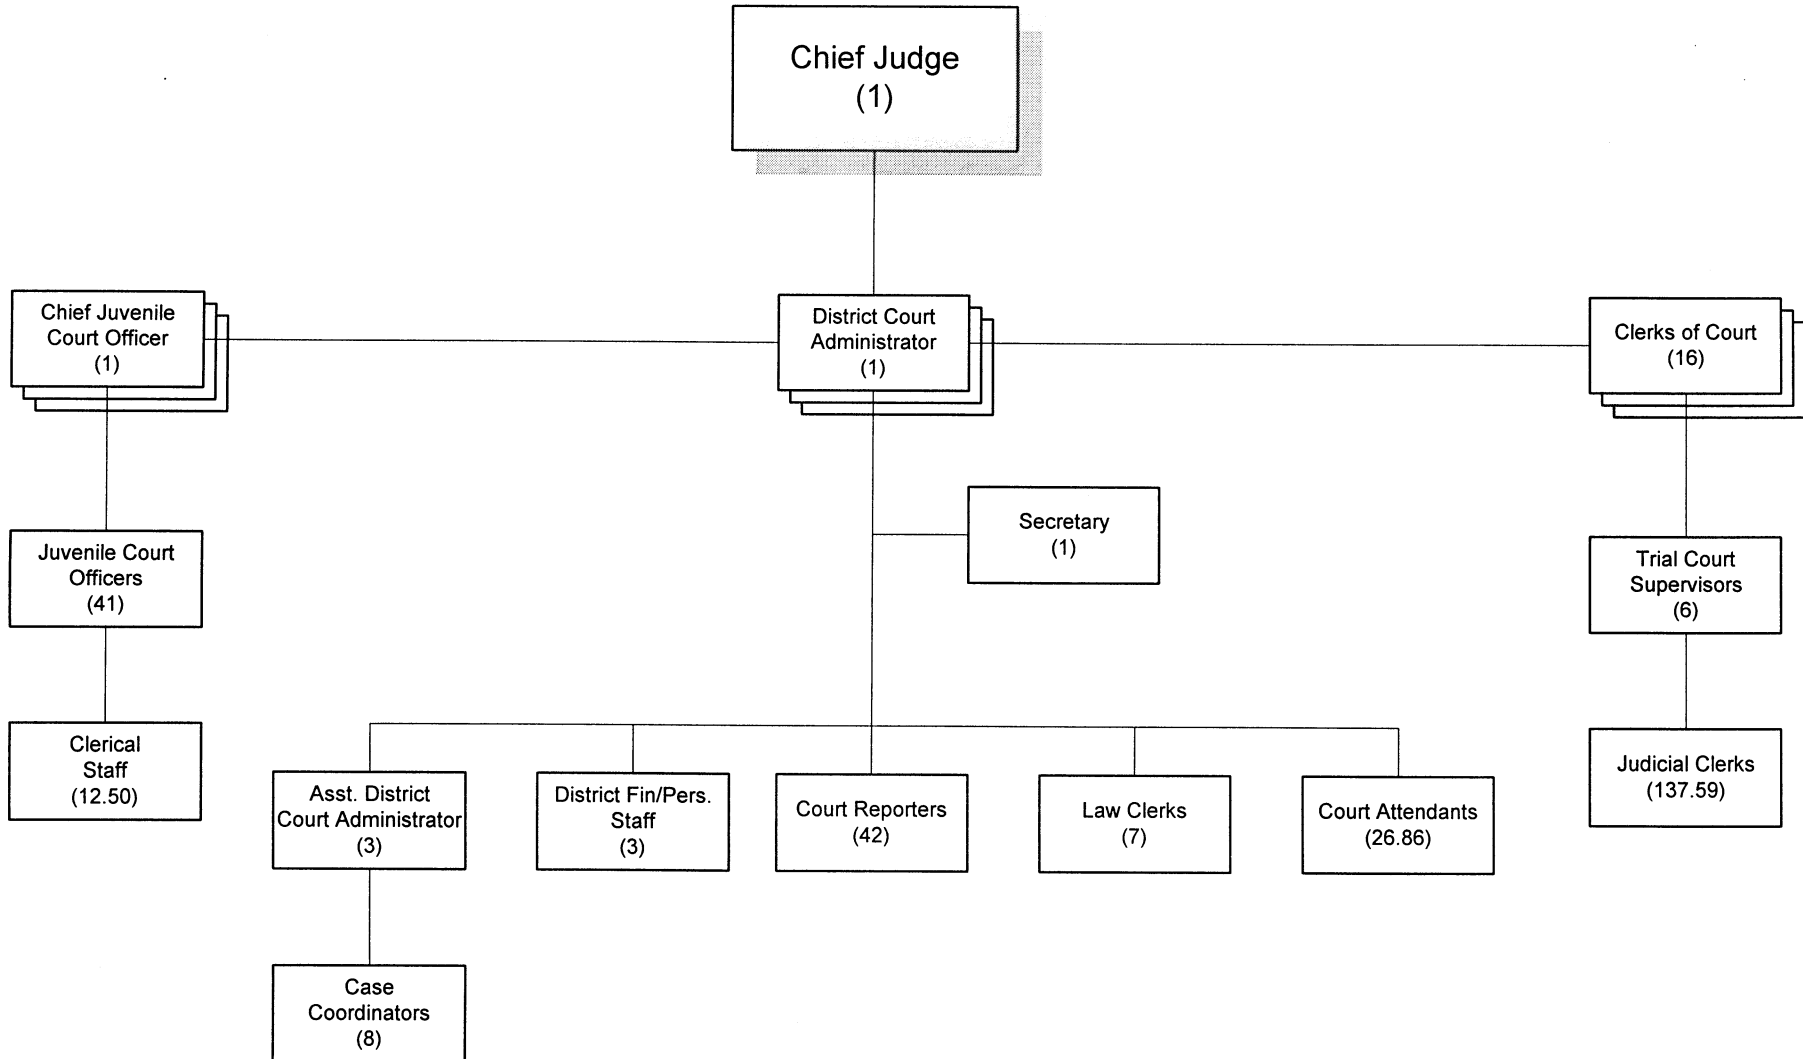 Chief Judge
(1)
Chief Juvenile
Court Officer
(1)
District Court
Administrator
(1)
Clerks of Court
(16)
Secretary
(1)
Juvenile Court
Officers
(41)
Trial Court
Supervisors
(6)
Clerical
Staff
(12.50)
Judicial Clerks
(137.59)
Asst. District
Court Administrator
(3)
District Fin/Pers.
Staff
(3)
Court Reporters
(42)
Law Clerks
(7)
Court Attendants
(26.86)
Case
Coordinators
(8)